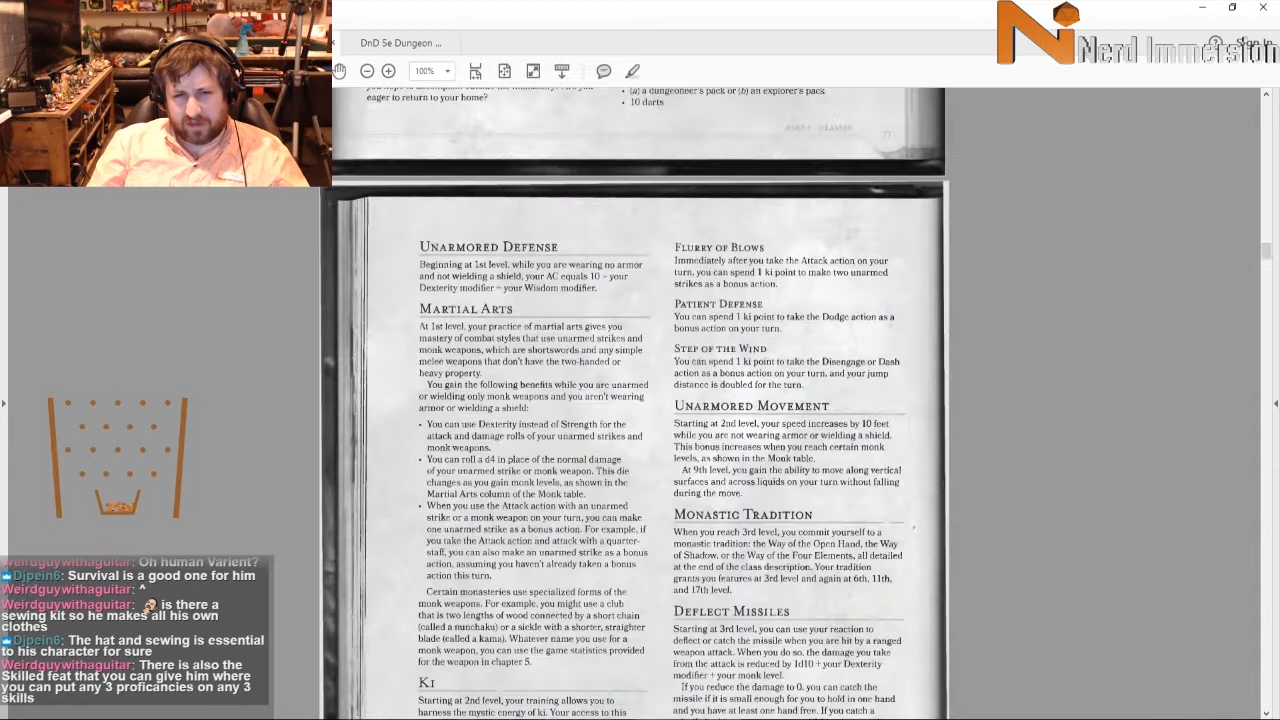 Nerd Immersion
Sign In
DnD 5e Dungeon ...
100%
(a) a dungeoneer's pack or (b) an explorer's pack
eager to return to your home?
• 10 darts
77
UNARMORED DEFENSE
Beginning at 1st level, while you are wearing no armor
and not wielding a shield, your AC equals 10 + your
Dexterity modifier + your Wisdom modifier.
MARTIAL ARTS
At 1st level, your practice of martial arts gives you
mastery of combat styles that use unarmed strikes and
monk weapons, which are shortswords and any simple
melee weapons that don't have the two-handed or
heavy property.
You gain the following benefits while you are unarmed
or wielding only monk weapons and you aren't wearing
armor or wielding a shield:
• You can use Dexterity instead of Strength for the
attack and damage rolls of your unarmed strikes and
monk weapons.
• You can roll a d4 in place of the normal damage
of your unarmed strike or monk weapon. This die
changes as you gain monk levels, as shown in the
Martial Arts column of the Monk table.
• When you use the Attack action with an unarmed
strike or a monk weapon on your turn, you can make
one unarmed strike as a bonus action. For example, if
you take the Attack action and attack with a quarter-
staff, you can also make an unarmed strike as a bonus
action, assuming you haven't already taken a bonus
action this turn.
Certain monasteries use specialized forms of the
monk weapons. For example, you might use a club
that is two lengths of wood connected by a short chain
(called a nunchaku) or a sickle with a shorter, straighter
blade (called a kama). Whatever name you use for a
monk weapon, you can use the game statistics provided
for the weapon in chapter 5.
KI
Starting at 2nd level, your training allows you to
harness the mystic energy of ki. Your access to this
FLURRY OF BLOWS
Immediately after you take the Attack action on your
turn, you can spend 1 ki point to make two unarmed
strikes as a bonus action.
PATIENT DEFENSE
You can spend 1 ki point to take the Dodge action as a
bonus action on your turn.
STEP OF THE WIND
You can spend 1 ki point to take the Disengage or Dash
action as a bonus action on your turn, and your jump
distance is doubled for the turn.
UNARMORED MOVEMENT
Starting at 2nd level, your speed increases by 10 feet
while you are not wearing armor or wielding a shield.
This bonus increases when you reach certain monk
levels, as shown in the Monk table.
At 9th level, you gain the ability to move along vertical
surfaces and across liquids on your turn without falling
during the move.
MONASTIC TRADITION
When you reach 3rd level, you commit yourself to a
monastic tradition: the Way of the Open Hand, the Way
of Shadow, or the Way of the Four Elements, all detailed
at the end of the class description. Your tradition
grants you features at 3rd level and again at 6th, 11th,
and 17th level.
DEFLECT MISSILES
Starting at 3rd level, you can use your reaction to
deflect or catch the missile when you are hit by a ranged
weapon attack. When you do so, the damage you take
from the attack is reduced by 1d10 + your Dexterity
modifier + your monk level.
If you reduce the damage to 0, you can catch the
missile if it is small enough for you to hold in one hand
and you have at least one hand free. If you catch a
Weirdguywithaguitar: Oh human Varient?
Djpein6: Survival is a good one for him
Weirdguywithaguitar: ^
Weirdguywithaguitar: is there a
sewing kit so he makes all his own
clothes
Djpein6: The hat and sewing is essential
to his character for sure
Weirdguywithaguitar: There is also the
Skilled feat that you can give him where
you can put any 3 proficancies on any 3
skills